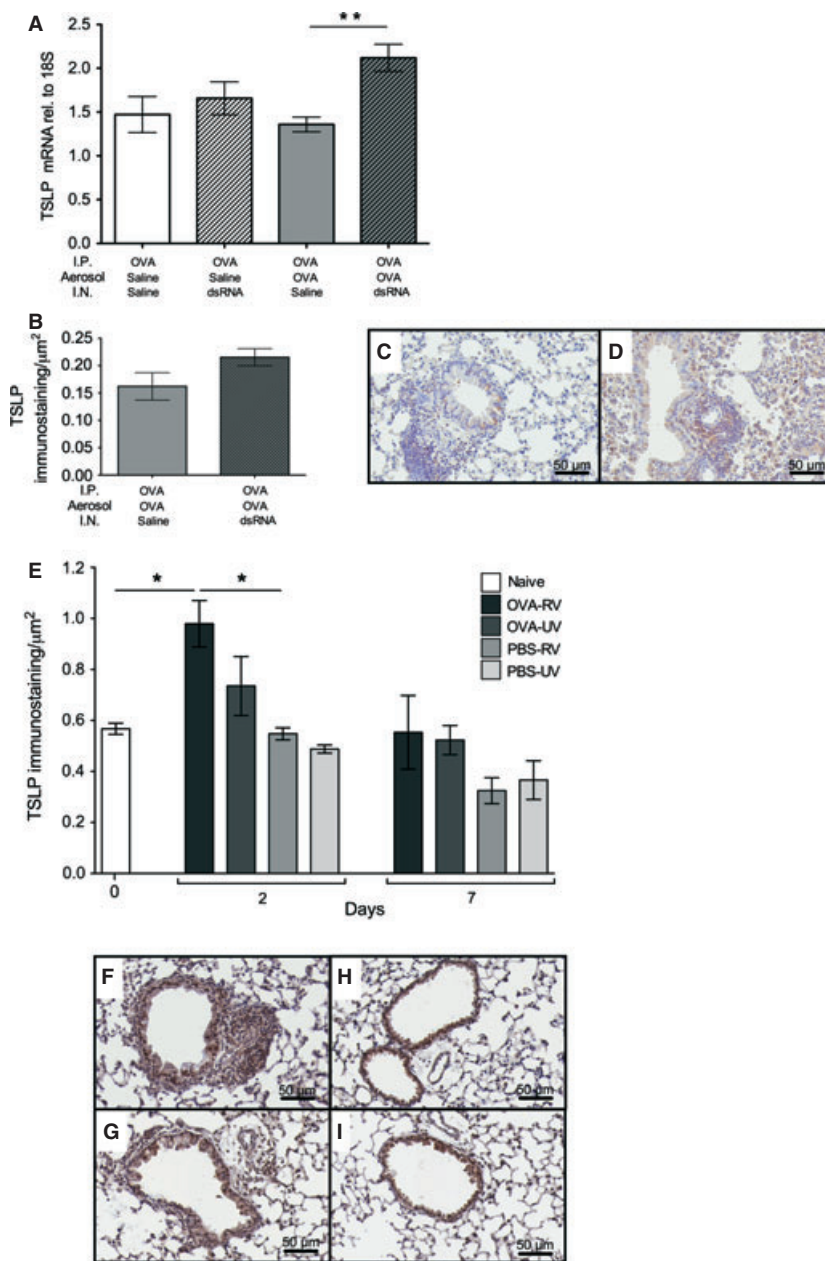 A
TSLP mRNA rel. to 18S
2.5
2.0
1.5
1.0
0.5
0.0
**
I.P. OVA OVA OVA OVA
Aerosol Saline Saline OVA OVA
I.N. Saline dsRNA Saline dsRNA
B
TSLP
immunostaining/μm²
0.25
0.20
0.15
0.10
0.05
0.00
I.P. OVA OVA
Aerosol OVA OVA
I.N. Saline dsRNA
C
50 μm
D
50 μm
E
TSLP immunostaining/μm²
1.2
1.0
0.8
0.6
0.4
0.2
0.0
* *
Naive
OVA-RV
OVA-UV
PBS-RV
PBS-UV
0 2 7
Days
F
50 μm
H
50 μm
G
50 μm
I
50 μm